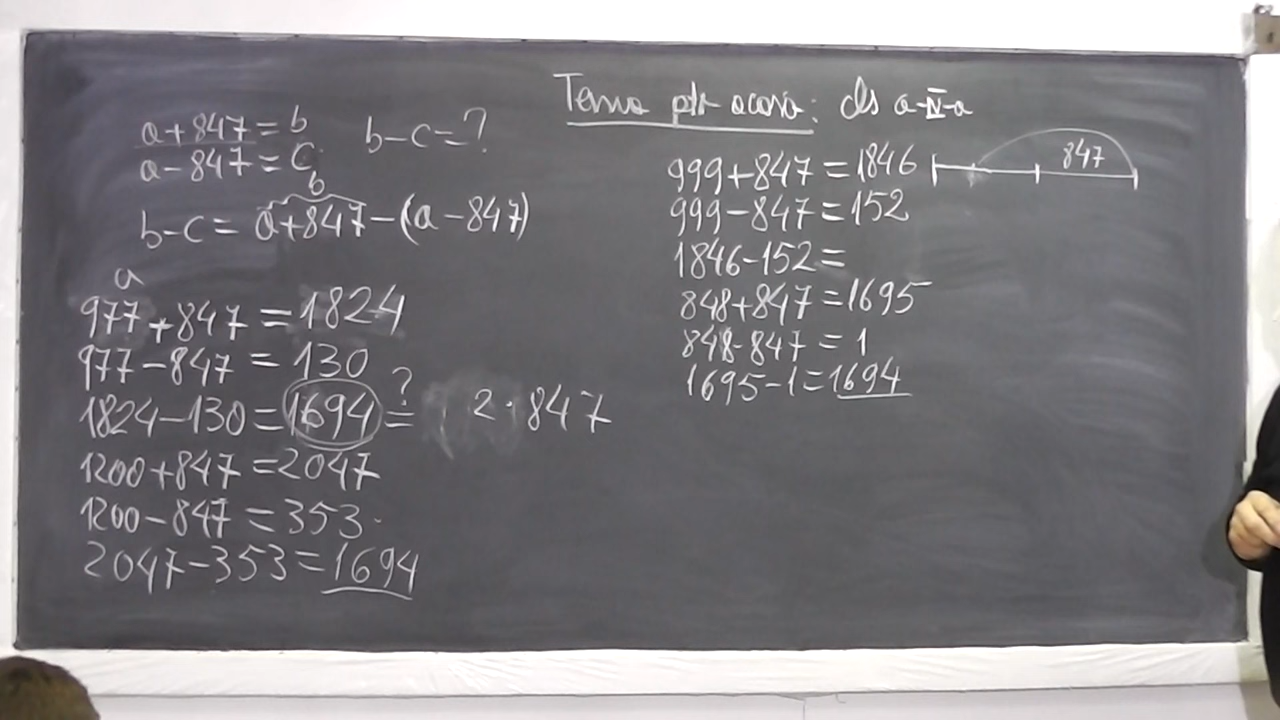 a+847=b
a-847=c
b-c=?
b
b-c= a+847-(a-847)
a
977+847=1824
977-847=130
1824-130=1694=
?
2·847
1200+847=2047
1200-847=353
2047-353=1694
Tema ptr acasă: cls a-IV-a
999+847=1846
999-847=152
1846-152=
848+847=1695
848-847=1
1695-1=1694
847